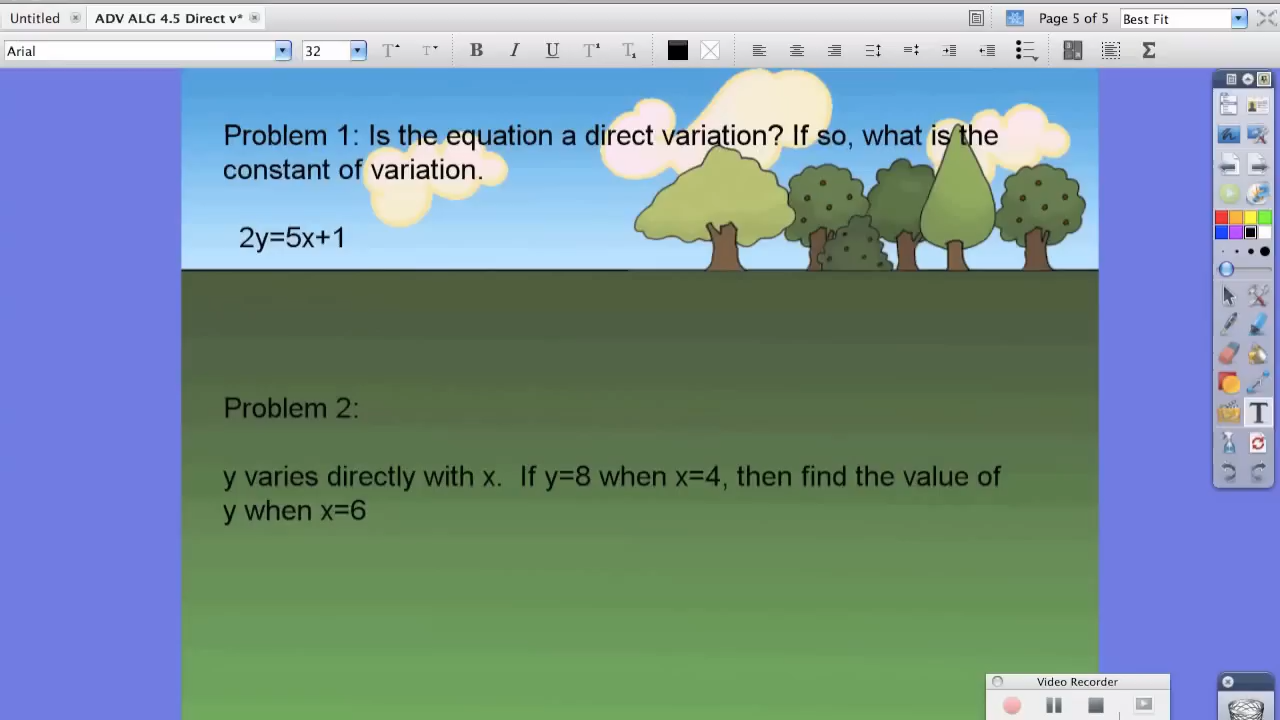 Untitled
ADV ALG 4.5 Direct v*
Page 5 of 5
Best Fit
Arial
32
B I U T T Σ
Problem 1: Is the equation a direct variation? If so, what is the
constant of variation.
2y=5x+1
Problem 2:
y varies directly with x. If y=8 when x=4, then find the value of
y when x=6
T
Video Recorder